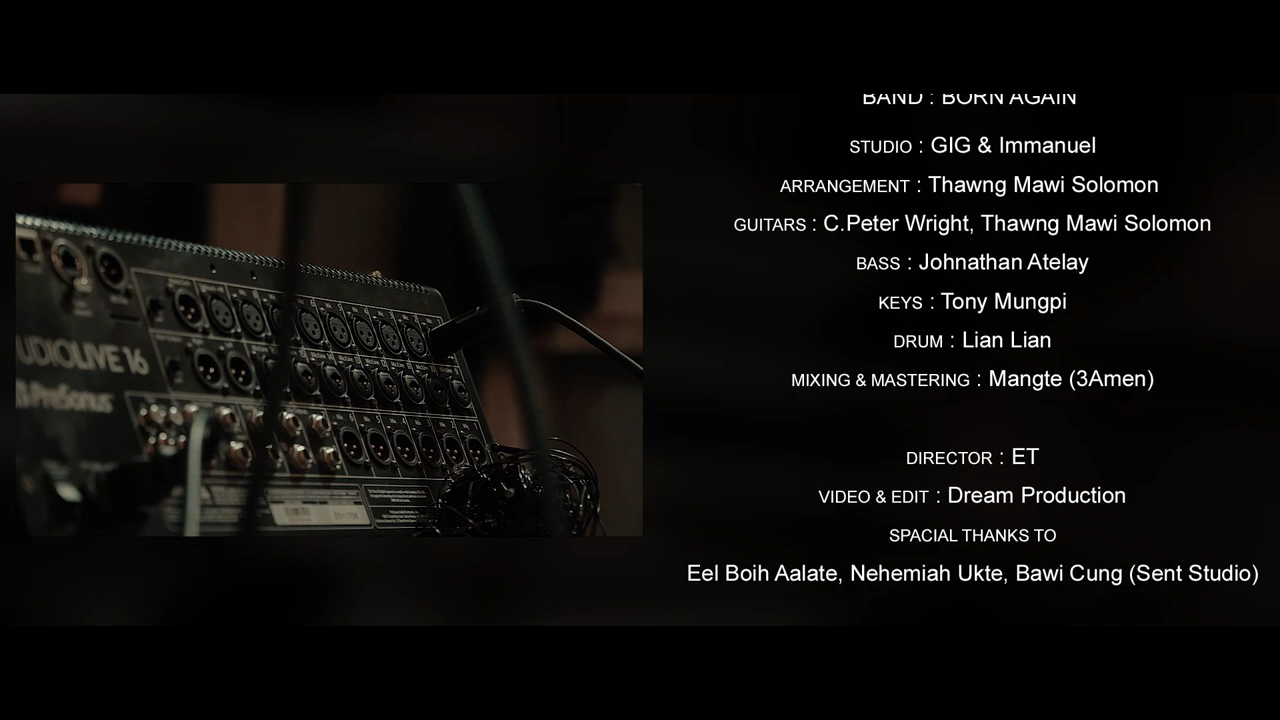 BAND : BORN AGAIN
STUDIO : GIG & Immanuel
ARRANGEMENT : Thawng Mawi Solomon
GUITARS : C.Peter Wright, Thawng Mawi Solomon
BASS : Johnathan Atelay
KEYS : Tony Mungpi
DRUM : Lian Lian
MIXING & MASTERING : Mangte (3Amen)
DIRECTOR : ET
VIDEO & EDIT : Dream Production
SPACIAL THANKS TO
Eel Boih Aalate, Nehemiah Ukte, Bawi Cung (Sent Studio)
UDIOLIVE 16
PreSonus